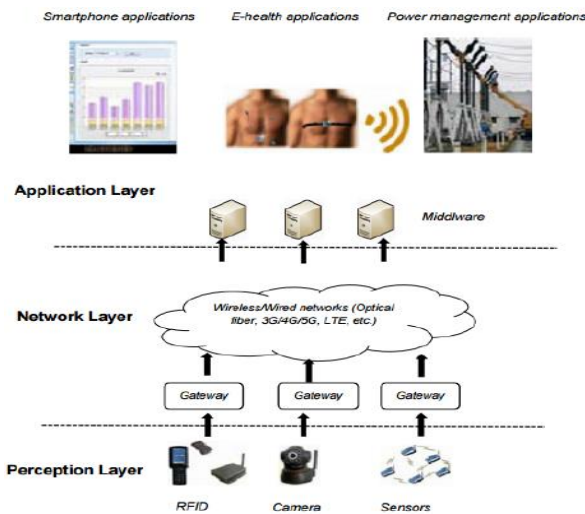 Smartphone applications
E-health applications
Power management applications
Application Layer
Middlware
Network Layer
Wireless/Wired networks (Optical
fiber, 3G/4G/5G, LTE, etc.)
Gateway
Gateway
Gateway
Perception Layer
RFID
Camera
Sensors